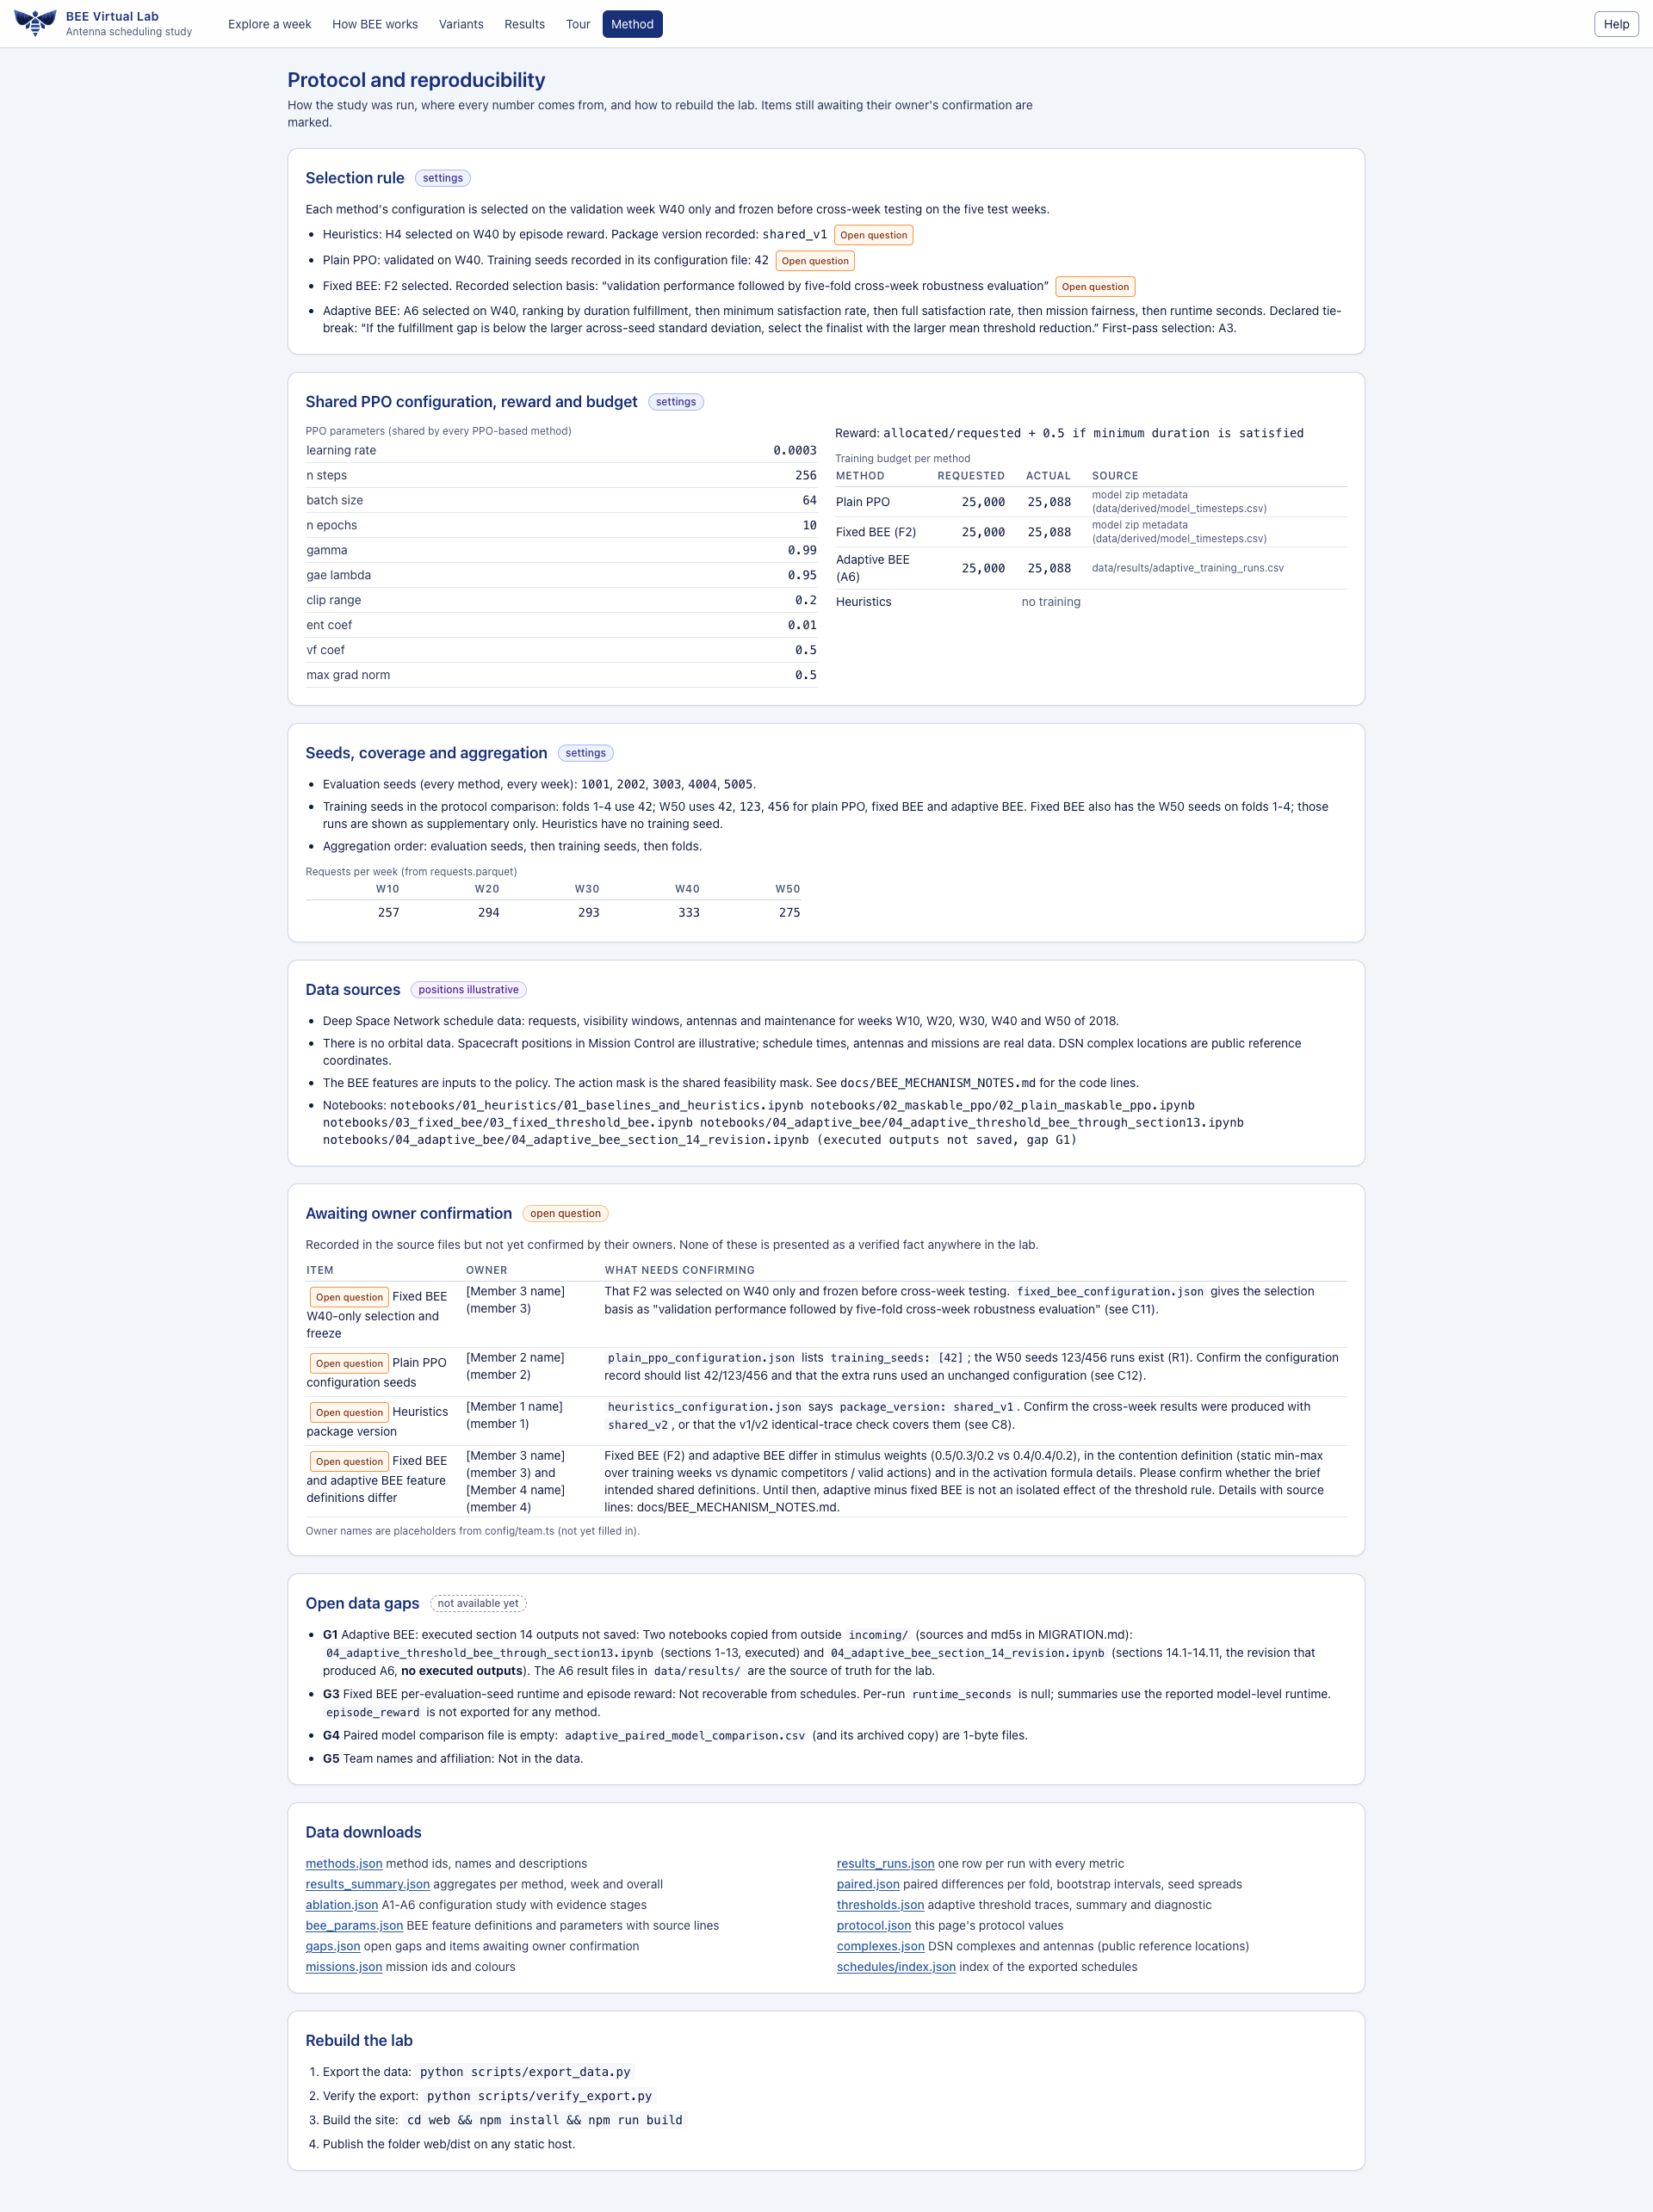 BEE Virtual Lab
Antenna scheduling study
Explore a week
How BEE works
Variants
Results
Tour
Method
Help
Protocol and reproducibility
How the study was run, where every number comes from, and how to rebuild the lab. Items still awaiting their owner's confirmation are
marked.
Selection rule settings
Each method's configuration is selected on the validation week W40 only and frozen before cross-week testing on the five test weeks.
• Heuristics: H4 selected on W40 by episode reward. Package version recorded: shared_v1 Open question
• Plain PPO: validated on W40. Training seeds recorded in its configuration file: 42 Open question
• Fixed BEE: F2 selected. Recorded selection basis: “validation performance followed by five-fold cross-week robustness evaluation” Open question
• Adaptive BEE: A6 selected on W40, ranking by duration fulfillment, then minimum satisfaction rate, then full satisfaction rate, then mission fairness, then runtime seconds. Declared tie-
break: “If the fulfillment gap is below the larger across-seed standard deviation, select the finalist with the larger mean threshold reduction.” First-pass selection: A3.
Shared PPO configuration, reward and budget settings
PPO parameters (shared by every PPO-based method)
learning rate 0.0003
n steps 256
batch size 64
n epochs 10
gamma 0.99
gae lambda 0.95
clip range 0.2
ent coef 0.01
vf coef 0.5
max grad norm 0.5
Reward: allocated/requested + 0.5 if minimum duration is satisfied
Training budget per method
METHOD REQUESTED ACTUAL SOURCE
Plain PPO 25,000 25,088 model zip metadata
(data/derived/model_timesteps.csv)
Fixed BEE (F2) 25,000 25,088 model zip metadata
(data/derived/model_timesteps.csv)
Adaptive BEE
(A6) 25,000 25,088 data/results/adaptive_training_runs.csv
Heuristics no training
Seeds, coverage and aggregation settings
• Evaluation seeds (every method, every week): 1001, 2002, 3003, 4004, 5005.
• Training seeds in the protocol comparison: folds 1-4 use 42; W50 uses 42, 123, 456 for plain PPO, fixed BEE and adaptive BEE. Fixed BEE also has the W50 seeds on folds 1-4; those
runs are shown as supplementary only. Heuristics have no training seed.
• Aggregation order: evaluation seeds, then training seeds, then folds.
Requests per week (from requests.parquet)
W10 W20 W30 W40 W50
257 294 293 333 275
Data sources positions illustrative
• Deep Space Network schedule data: requests, visibility windows, antennas and maintenance for weeks W10, W20, W30, W40 and W50 of 2018.
• There is no orbital data. Spacecraft positions in Mission Control are illustrative; schedule times, antennas and missions are real data. DSN complex locations are public reference
coordinates.
• The BEE features are inputs to the policy. The action mask is the shared feasibility mask. See docs/BEE_MECHANISM_NOTES.md for the code lines.
• Notebooks: notebooks/01_heuristics/01_baselines_and_heuristics.ipynb notebooks/02_maskable_ppo/02_plain_maskable_ppo.ipynb
notebooks/03_fixed_bee/03_fixed_threshold_bee.ipynb notebooks/04_adaptive_bee/04_adaptive_threshold_bee_through_section13.ipynb
notebooks/04_adaptive_bee/04_adaptive_bee_section_14_revision.ipynb (executed outputs not saved, gap G1)
Awaiting owner confirmation open question
Recorded in the source files but not yet confirmed by their owners. None of these is presented as a verified fact anywhere in the lab.
ITEM OWNER WHAT NEEDS CONFIRMING
Open question Fixed BEE
W40-only selection and
freeze
[Member 3 name]
(member 3)
That F2 was selected on W40 only and frozen before cross-week testing. fixed_bee_configuration.json gives the selection
basis as "validation performance followed by five-fold cross-week robustness evaluation" (see C11).
Open question Plain PPO
configuration seeds
[Member 2 name]
(member 2)
plain_ppo_configuration.json lists training_seeds: [42]; the W50 seeds 123/456 runs exist (R1). Confirm the configuration
record should list 42/123/456 and that the extra runs used an unchanged configuration (see C12).
Open question Heuristics
package version
[Member 1 name]
(member 1)
heuristics_configuration.json says package_version: shared_v1. Confirm the cross-week results were produced with
shared_v2, or that the v1/v2 identical-trace check covers them (see C8).
Open question Fixed BEE
and adaptive BEE feature
definitions differ
[Member 3 name]
(member 3) and
[Member 4 name]
(member 4)
Fixed BEE (F2) and adaptive BEE differ in stimulus weights (0.5/0.3/0.2 vs 0.4/0.4/0.2), in the contention definition (static min-max
over training weeks vs dynamic competitors / valid actions) and in the activation formula details. Please confirm whether the brief
intended shared definitions. Until then, adaptive minus fixed BEE is not an isolated effect of the threshold rule. Details with source
lines: docs/BEE_MECHANISM_NOTES.md.
Owner names are placeholders from config/team.ts (not yet filled in).
Open data gaps not available yet
• G1 Adaptive BEE: executed section 14 outputs not saved: Two notebooks copied from outside incoming/ (sources and md5s in MIGRATION.md):
04_adaptive_threshold_bee_through_section13.ipynb (sections 1-13, executed) and 04_adaptive_bee_section_14_revision.ipynb (sections 14.1-14.11, the revision that
produced A6, no executed outputs). The A6 result files in data/results/ are the source of truth for the lab.
• G3 Fixed BEE per-evaluation-seed runtime and episode reward: Not recoverable from schedules. Per-run runtime_seconds is null; summaries use the reported model-level runtime.
episode_reward is not exported for any method.
• G4 Paired model comparison file is empty: adaptive_paired_model_comparison.csv (and its archived copy) are 1-byte files.
• G5 Team names and affiliation: Not in the data.
Data downloads
methods.json method ids, names and descriptions
results_summary.json aggregates per method, week and overall
ablation.json A1-A6 configuration study with evidence stages
bee_params.json BEE feature definitions and parameters with source lines
gaps.json open gaps and items awaiting owner confirmation
missions.json mission ids and colours
results_runs.json one row per run with every metric
paired.json paired differences per fold, bootstrap intervals, seed spreads
thresholds.json adaptive threshold traces, summary and diagnostic
protocol.json this page's protocol values
complexes.json DSN complexes and antennas (public reference locations)
schedules/index.json index of the exported schedules
Rebuild the lab
1. Export the data: python scripts/export_data.py
2. Verify the export: python scripts/verify_export.py
3. Build the site: cd web && npm install && npm run build
4. Publish the folder web/dist on any static host.